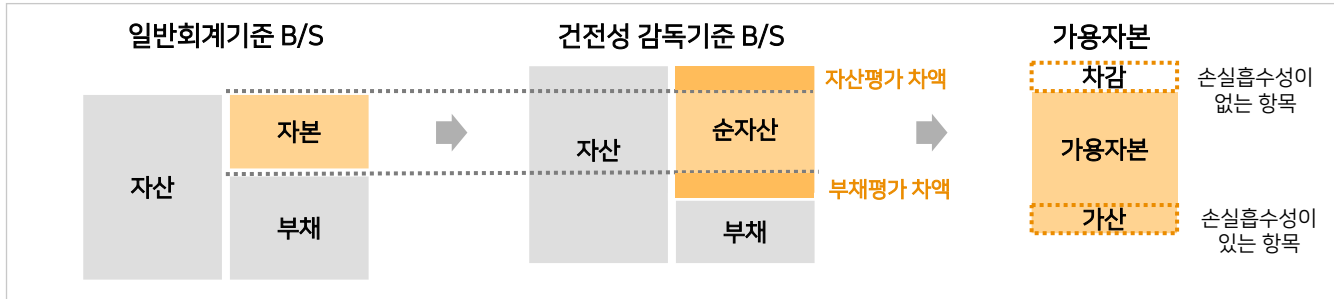 일반회계기준 B/S
자산
자본
부채
건전성 감독기준 B/S
자산
순자산
부채
자산평가 차액
부채평가 차액
가용자본
차감
가용자본
가산
손실흡수성이
없는 항목
손실흡수성이
있는 항목